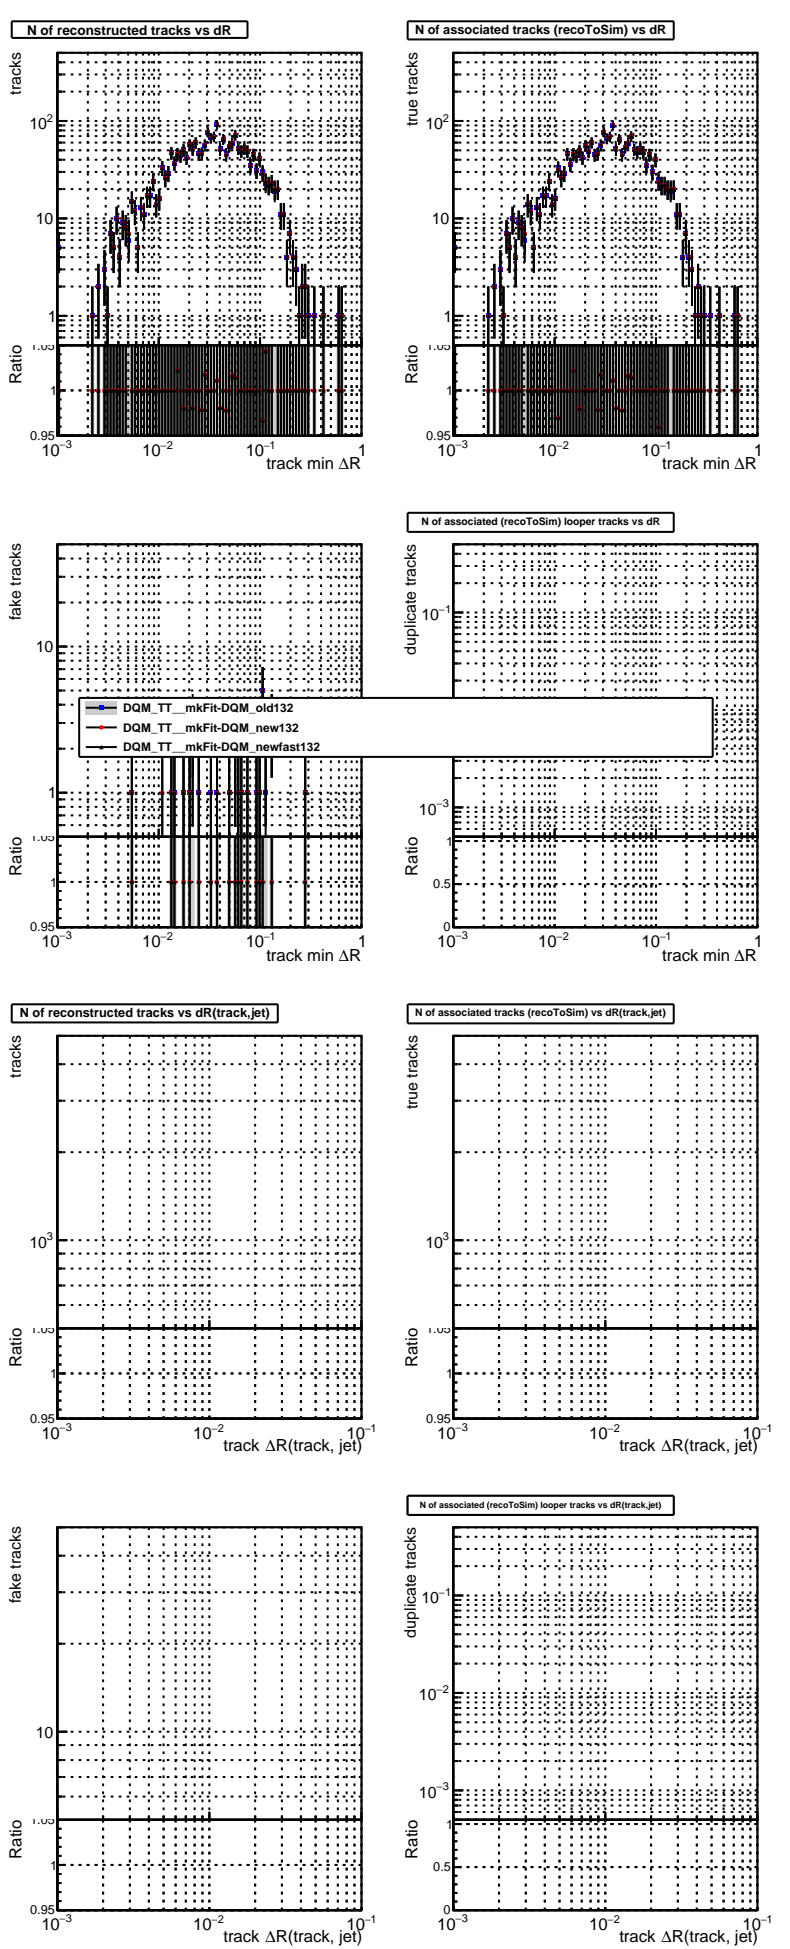 N of reconstructed tracks vs dR
tracks
10²
10
1
1.05
Ratio
1
0.95
10⁻³ 10⁻² 10⁻¹ 1
track min ΔR
N of associated tracks (recoToSim) vs dR
true tracks
10²
10
1
1.05
Ratio
1
0.95
10⁻³ 10⁻² 10⁻¹ 1
track min ΔR
fake tracks
10
1
1.05
Ratio
1
0.95
10⁻³ 10⁻² 10⁻¹ 1
track min ΔR
N of associated (recoToSim) looper tracks vs dR
duplicate tracks
10⁻¹
10⁻³
Ratio
1
0.5
0
10⁻³ 10⁻² 10⁻¹ 1
track min ΔR
DQM_TT__mkFit-DQM_old132
DQM_TT__mkFit-DQM_new132
DQM_TT__mkFit-DQM_newfast132
N of reconstructed tracks vs dR(track,jet)
tracks
10³
1.05
Ratio
1
0.95
10⁻³ 10⁻² 10⁻¹
track ΔR(track, jet)
N of associated tracks (recoToSim) vs dR(track,jet)
true tracks
10³
1.05
Ratio
1
0.95
10⁻³ 10⁻² 10⁻¹
track ΔR(track, jet)
fake tracks
10
1.05
Ratio
1
0.95
10⁻³ 10⁻² 10⁻¹
track ΔR(track, jet)
N of associated (recoToSim) looper tracks vs dR(track,jet)
duplicate tracks
10⁻¹
10⁻²
10⁻³
Ratio
1
0.5
0
10⁻³ 10⁻² 10⁻¹
track ΔR(track, jet)